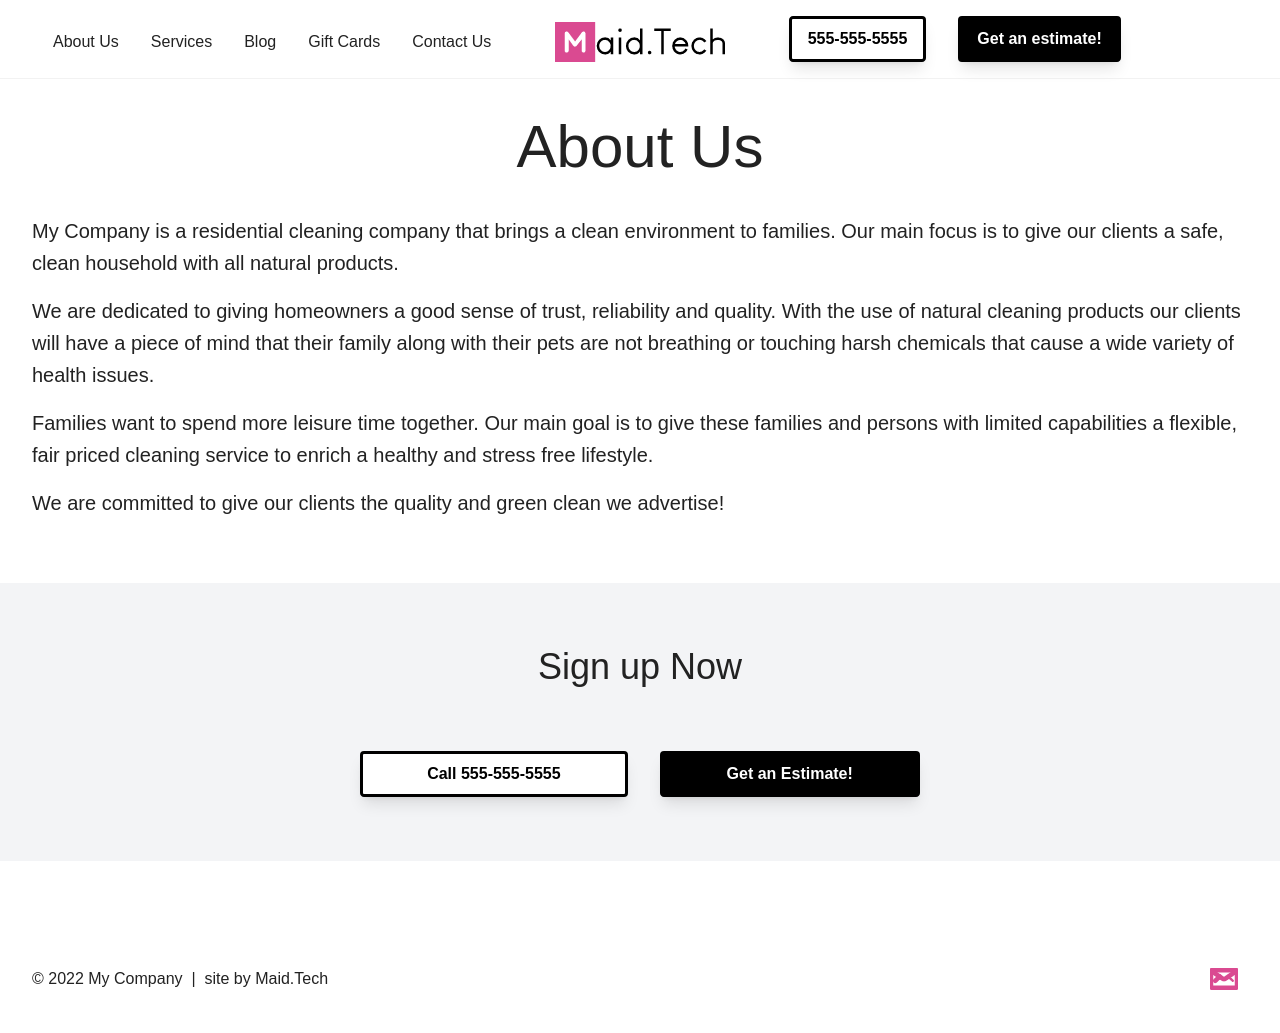 About Us
Services
Blog
Gift Cards
Contact Us
Maid.Tech
555-555-5555
Get an estimate!
About Us
My Company is a residential cleaning company that brings a clean environment to families. Our main focus is to give our clients a safe,
clean household with all natural products.
We are dedicated to giving homeowners a good sense of trust, reliability and quality. With the use of natural cleaning products our clients
will have a piece of mind that their family along with their pets are not breathing or touching harsh chemicals that cause a wide variety of
health issues.
Families want to spend more leisure time together. Our main goal is to give these families and persons with limited capabilities a flexible,
fair priced cleaning service to enrich a healthy and stress free lifestyle.
We are committed to give our clients the quality and green clean we advertise!
Sign up Now
Call 555-555-5555
Get an Estimate!
© 2022 My Company | site by Maid.Tech